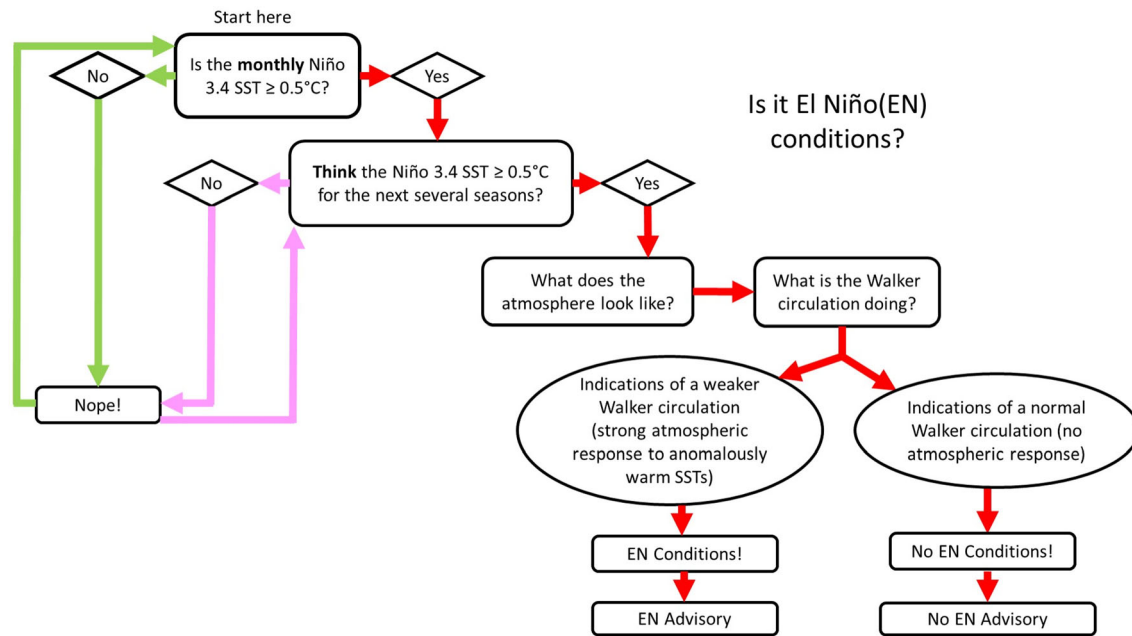 Start here
Is the monthly Niño
3.4 SST ≥ 0.5°C?
No
Yes
Is it El Niño(EN)
conditions?
Think the Niño 3.4 SST ≥ 0.5°C
for the next several seasons?
No
Yes
What does the
atmosphere look like?
What is the Walker
circulation doing?
Nope!
Indications of a weaker
Walker circulation
(strong atmospheric
response to anomalously
warm SSTs)
Indications of a normal
Walker circulation (no
atmospheric response)
EN Conditions!
No EN Conditions!
EN Advisory
No EN Advisory